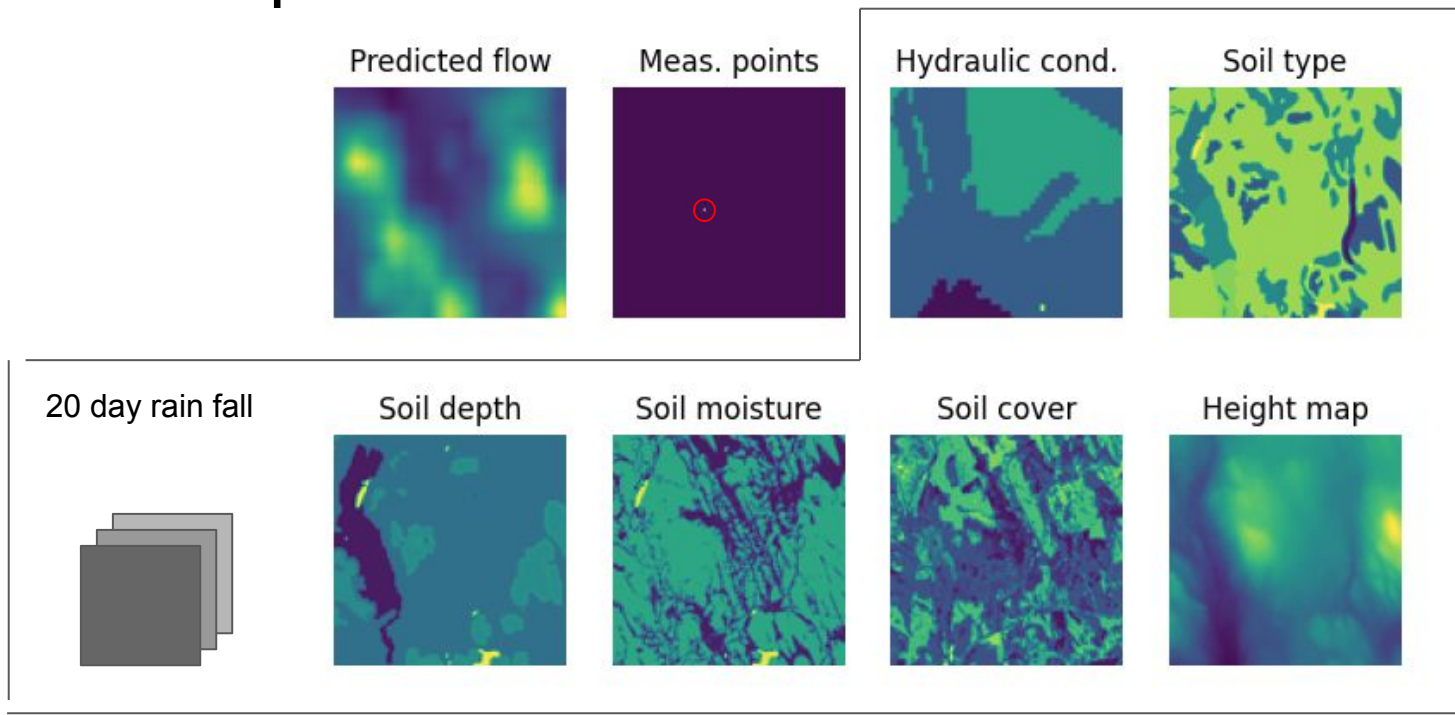 Predicted flow
Meas. points
Hydraulic cond.
Soil type
20 day rain fall
Soil depth
Soil moisture
Soil cover
Height map